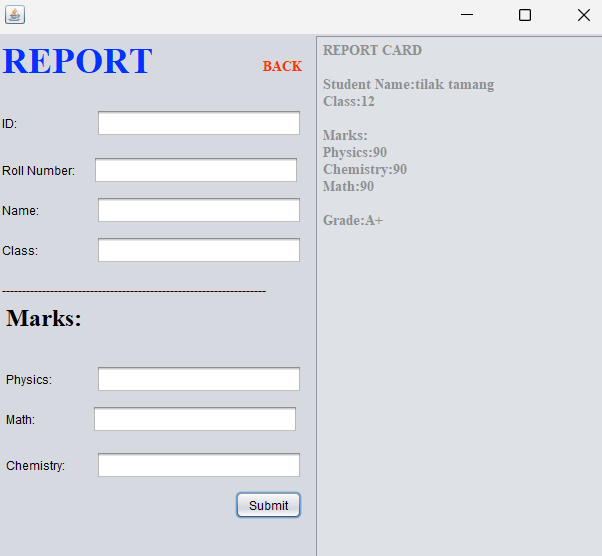 REPORT
BACK
ID:
Roll Number:
Name:
Class:
------------------------------------------------------------------
Marks:
Physics:
Math:
Chemistry:
Submit
REPORT CARD
Student Name:tilak tamang
Class:12
Marks:
Physics:90
Chemistry:90
Math:90
Grade:A+